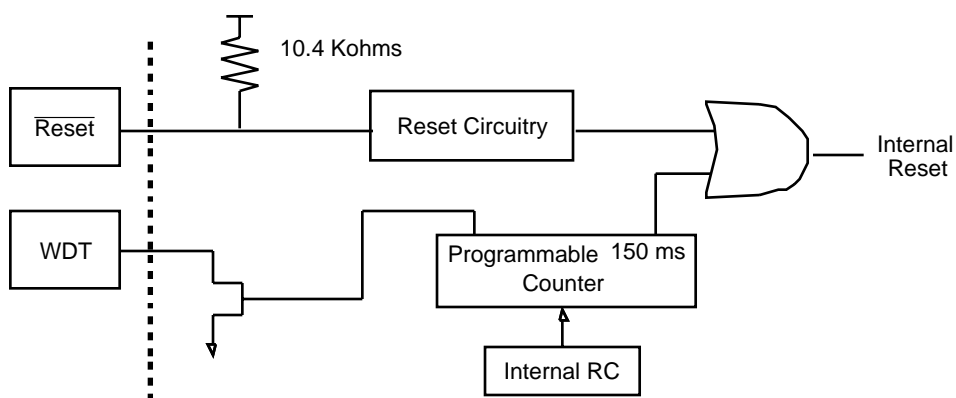 10.4 Kohms
Reset
Reset Circuitry
Internal
Reset
WDT
Programmable 150 ms
Counter
Internal RC